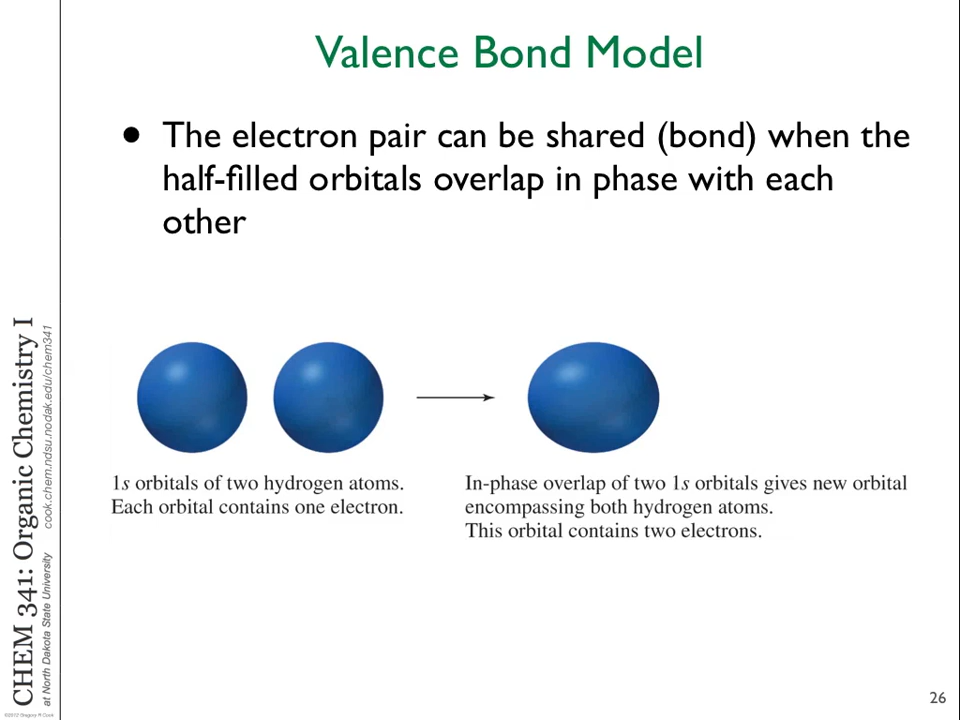 Valence Bond Model
• The electron pair can be shared (bond) when the
half-filled orbitals overlap in phase with each
other
1s orbitals of two hydrogen atoms.
Each orbital contains one electron.
In-phase overlap of two 1s orbitals gives new orbital
encompassing both hydrogen atoms.
This orbital contains two electrons.
CHEM 341: Organic Chemistry I
at North Dakota State University cook.chem.ndsu.nodak.edu/chem341
©2012 Gregory R Cook
26